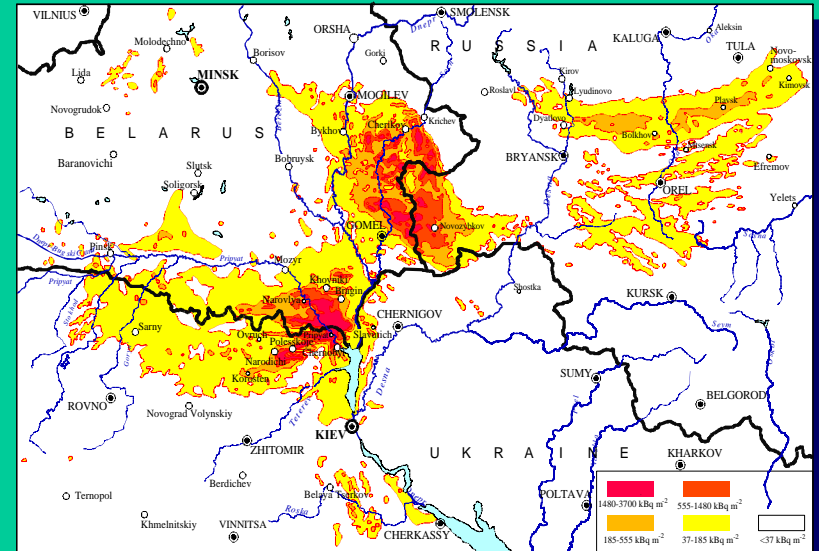 VILNIUS
SMOLENSK
ORSHA
KALUGA
Aleksin
Molodechno
Borisov
Gorki
R U S S I A
TULA
Novo-
moskovsk
Lida
MINSK
Kirov
Kimovsk
Roslavl
Lyudinovo
Novogrudok
MOGILEV
Plavsk
B E L A R U S
Bykhov
Cherikov
Krichev
Dyatkovo
Bolkhov
Mtsensk
Baranovichi
Bobruysk
BRYANSK
Efremov
Slutsk
Soligorsk
OREL
Yelets
GOMEL
Novozybkov
Pinsk
Pripyat
Mozyr
Pripyat
Khoyniki
Bragin
Shostka
KURSK
Narovlya
Sarny
CHERNIGOV
Seym
Ovruch
Polesskoe
Pripyat
Slavutich
Chernobyl
Narodichi
Korosten
Desna
SUMY
ROVNO
Novograd Volynskiy
Teterev
BELGOROD
KIEV
ZHITOMIR
U K R A I N E
Berdichev
KHARKOV
Ternopol
Belaya Tserkov
POLTAVA
Khmelnitskiy
Roska
VINNITSA
CHERKASSY
1480-3700 kBq m-2
555-1480 kBq m-2
185-555 kBq m-2
37-185 kBq m-2
<37 kBq m-2